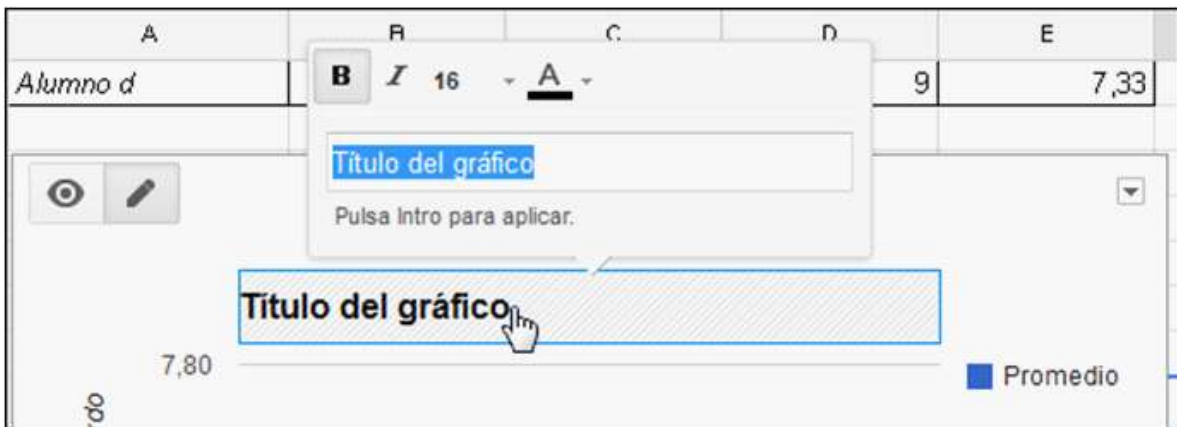 A B C D E
Alumno d 9 7,33
B I 16 A
Título del gráfico
Pulsa Intro para aplicar.
Título del gráfico
7,80
Promedio